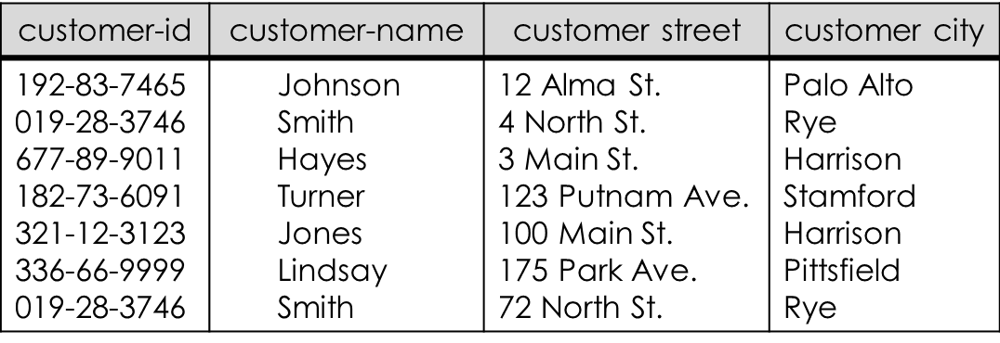 customer-id customer-name customer street customer city
192-83-7465 Johnson 12 Alma St. Palo Alto
019-28-3746 Smith 4 North St. Rye
677-89-9011 Hayes 3 Main St. Harrison
182-73-6091 Turner 123 Putnam Ave. Stamford
321-12-3123 Jones 100 Main St. Harrison
336-66-9999 Lindsay 175 Park Ave. Pittsfield
019-28-3746 Smith 72 North St. Rye